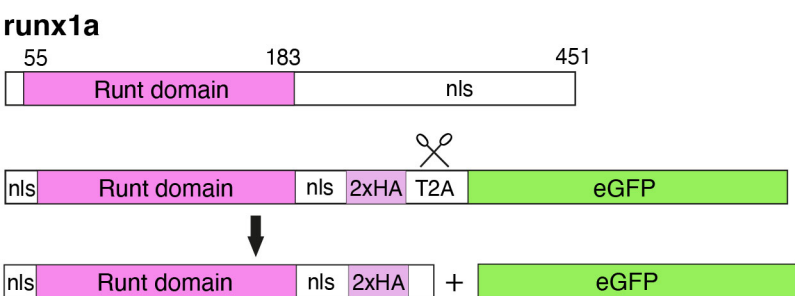 runx1a
55 183 451
Runt domain nls
nls Runt domain nls 2xHA T2A eGFP
nls Runt domain nls 2xHA + eGFP